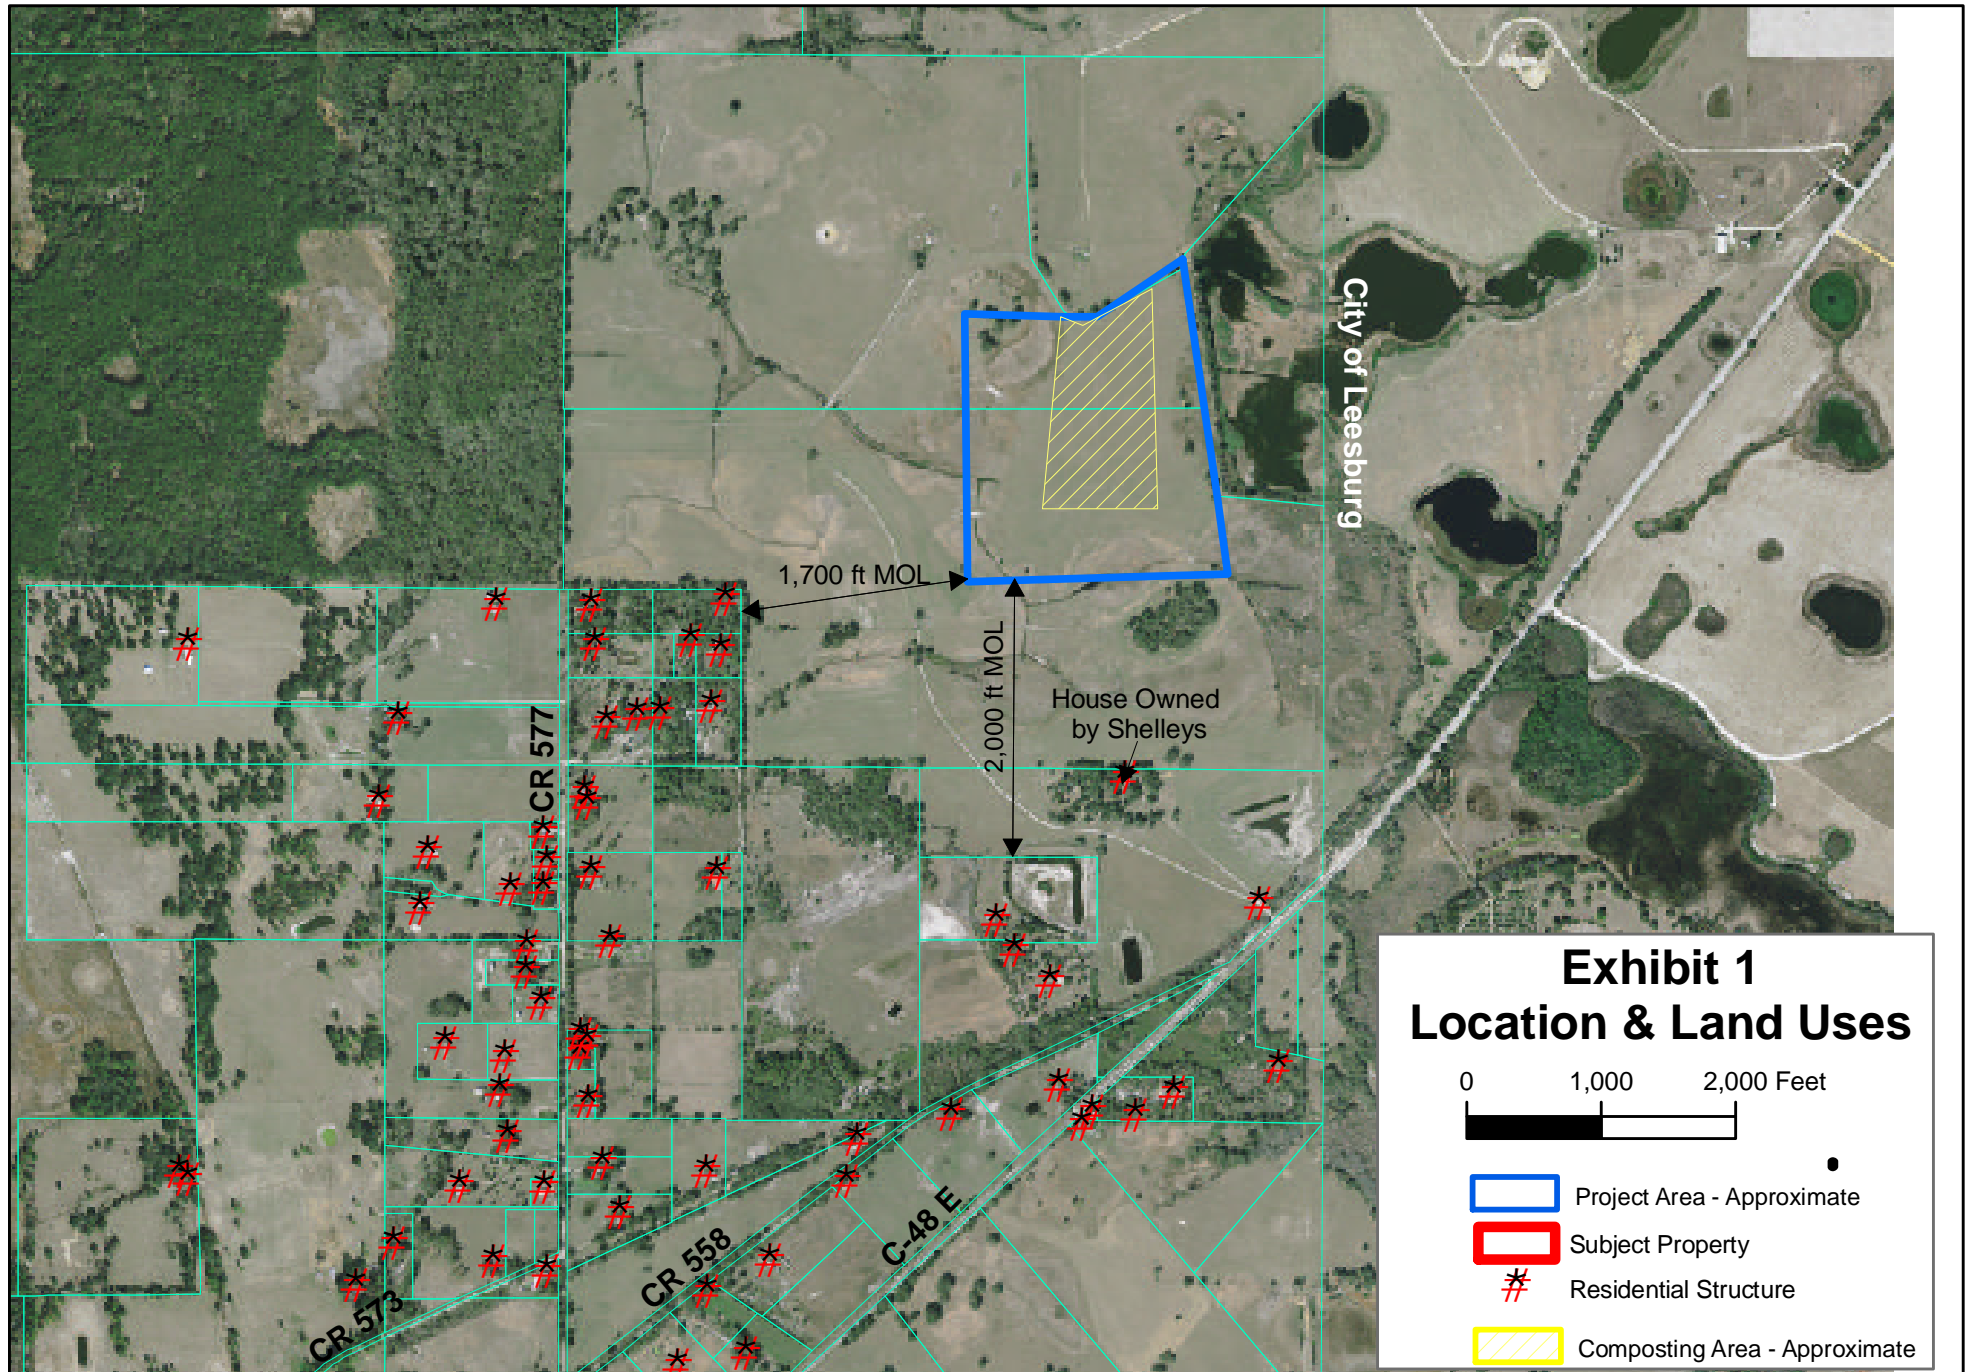 City of Leesburg
1,700 ft MOL
2,000 ft MOL
House Owned
by Shelleys
CR 577
CR 558
C-48 E
CR 573
Exhibit 1
Location & Land Uses
0 1,000 2,000 Feet
Project Area - Approximate
Subject Property
Residential Structure
Composting Area - Approximate